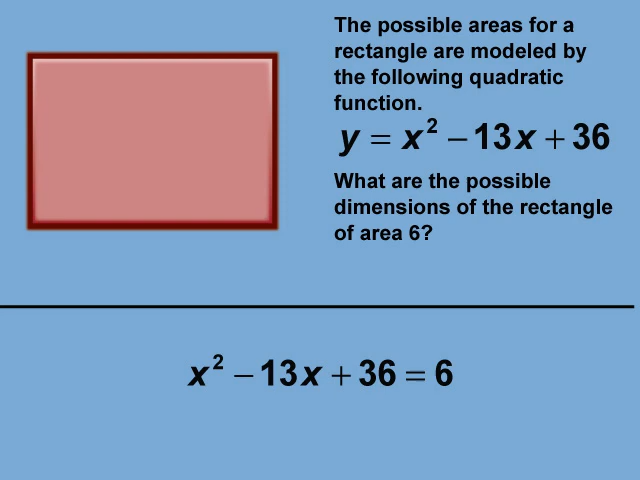 The possible areas for a
rectangle are modeled by
the following quadratic
function.
y = x² − 13x + 36
What are the possible
dimensions of the rectangle
of area 6?
x² − 13x + 36 = 6